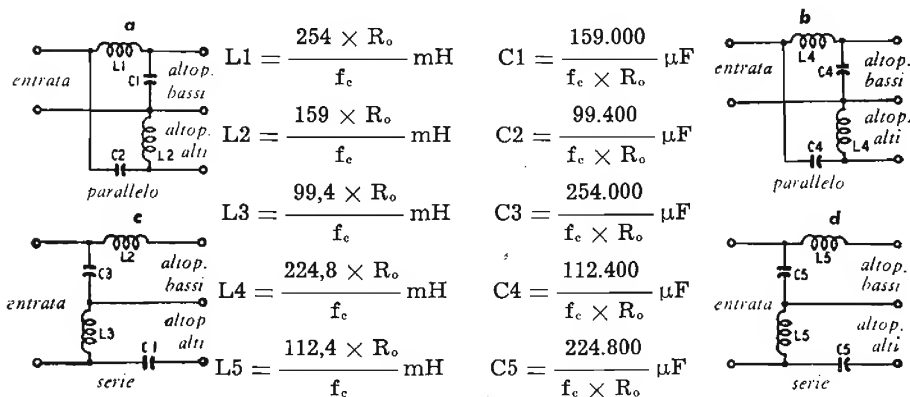 a
L1
C1
entrata
altop.
bassi
altop.
alti
L2
C2
parallelo
L1 = 254 × R₀ / f_c mH
C1 = 159.000 / f_c × R₀ μF
L2 = 159 × R₀ / f_c mH
C2 = 99.400 / f_c × R₀ μF
L3 = 99,4 × R₀ / f_c mH
C3 = 254.000 / f_c × R₀ μF
L4 = 224,8 × R₀ / f_c mH
C4 = 112.400 / f_c × R₀ μF
L5 = 112,4 × R₀ / f_c mH
C5 = 224.800 / f_c × R₀ μF
b
L4
C4
entrata
altop.
bassi
altop.
alti
L4
C4
parallelo
c
L2
C3
entrata
altop.
bassi
altop
alti
L3
C1
serie
d
L5
C5
entrata
altop.
bassi
altop.
alti
L5
C5
serie